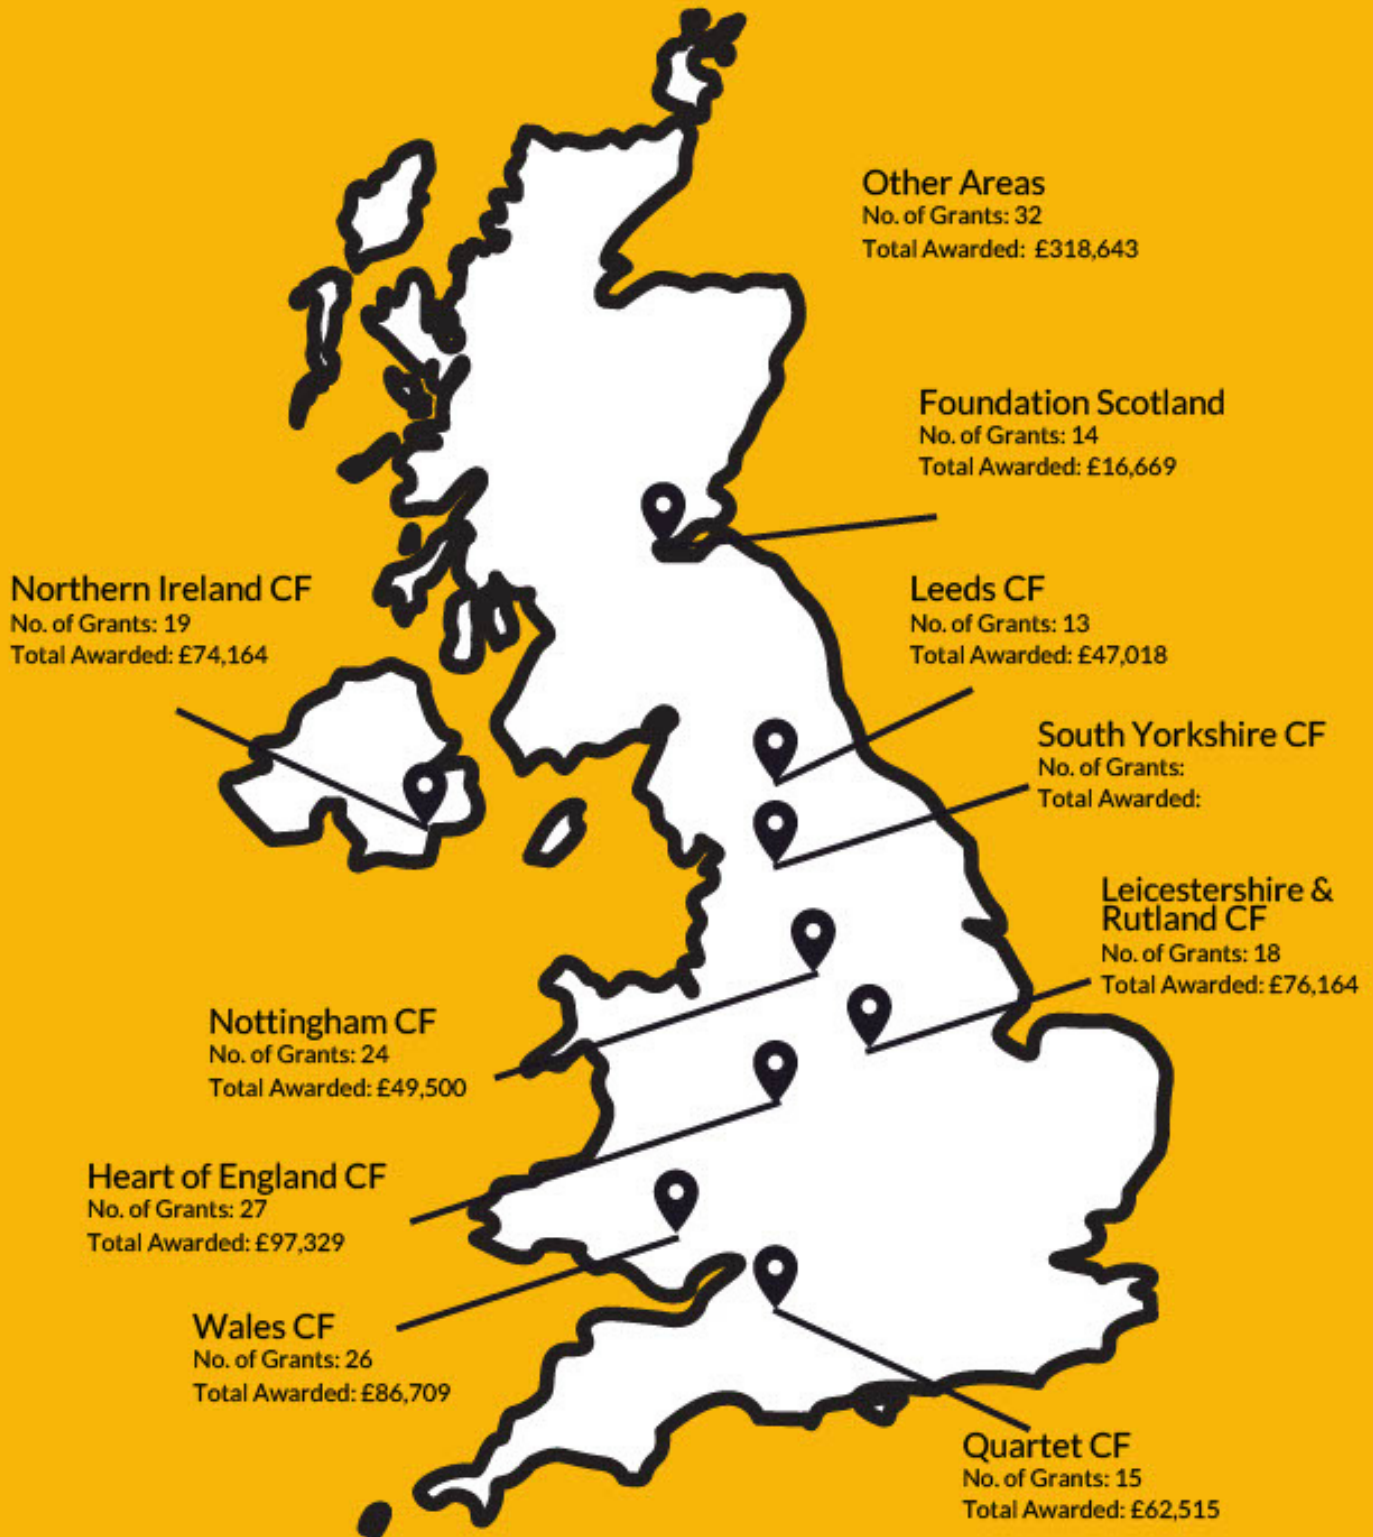 Other Areas
No. of Grants: 32
Total Awarded: £318,643
Foundation Scotland
No. of Grants: 14
Total Awarded: £16,669
Northern Ireland CF
No. of Grants: 19
Total Awarded: £74,164
Leeds CF
No. of Grants: 13
Total Awarded: £47,018
South Yorkshire CF
No. of Grants:
Total Awarded:
Leicestershire &
Rutland CF
No. of Grants: 18
Total Awarded: £76,164
Nottingham CF
No. of Grants: 24
Total Awarded: £49,500
Heart of England CF
No. of Grants: 27
Total Awarded: £97,329
Wales CF
No. of Grants: 26
Total Awarded: £86,709
Quartet CF
No. of Grants: 15
Total Awarded: £62,515